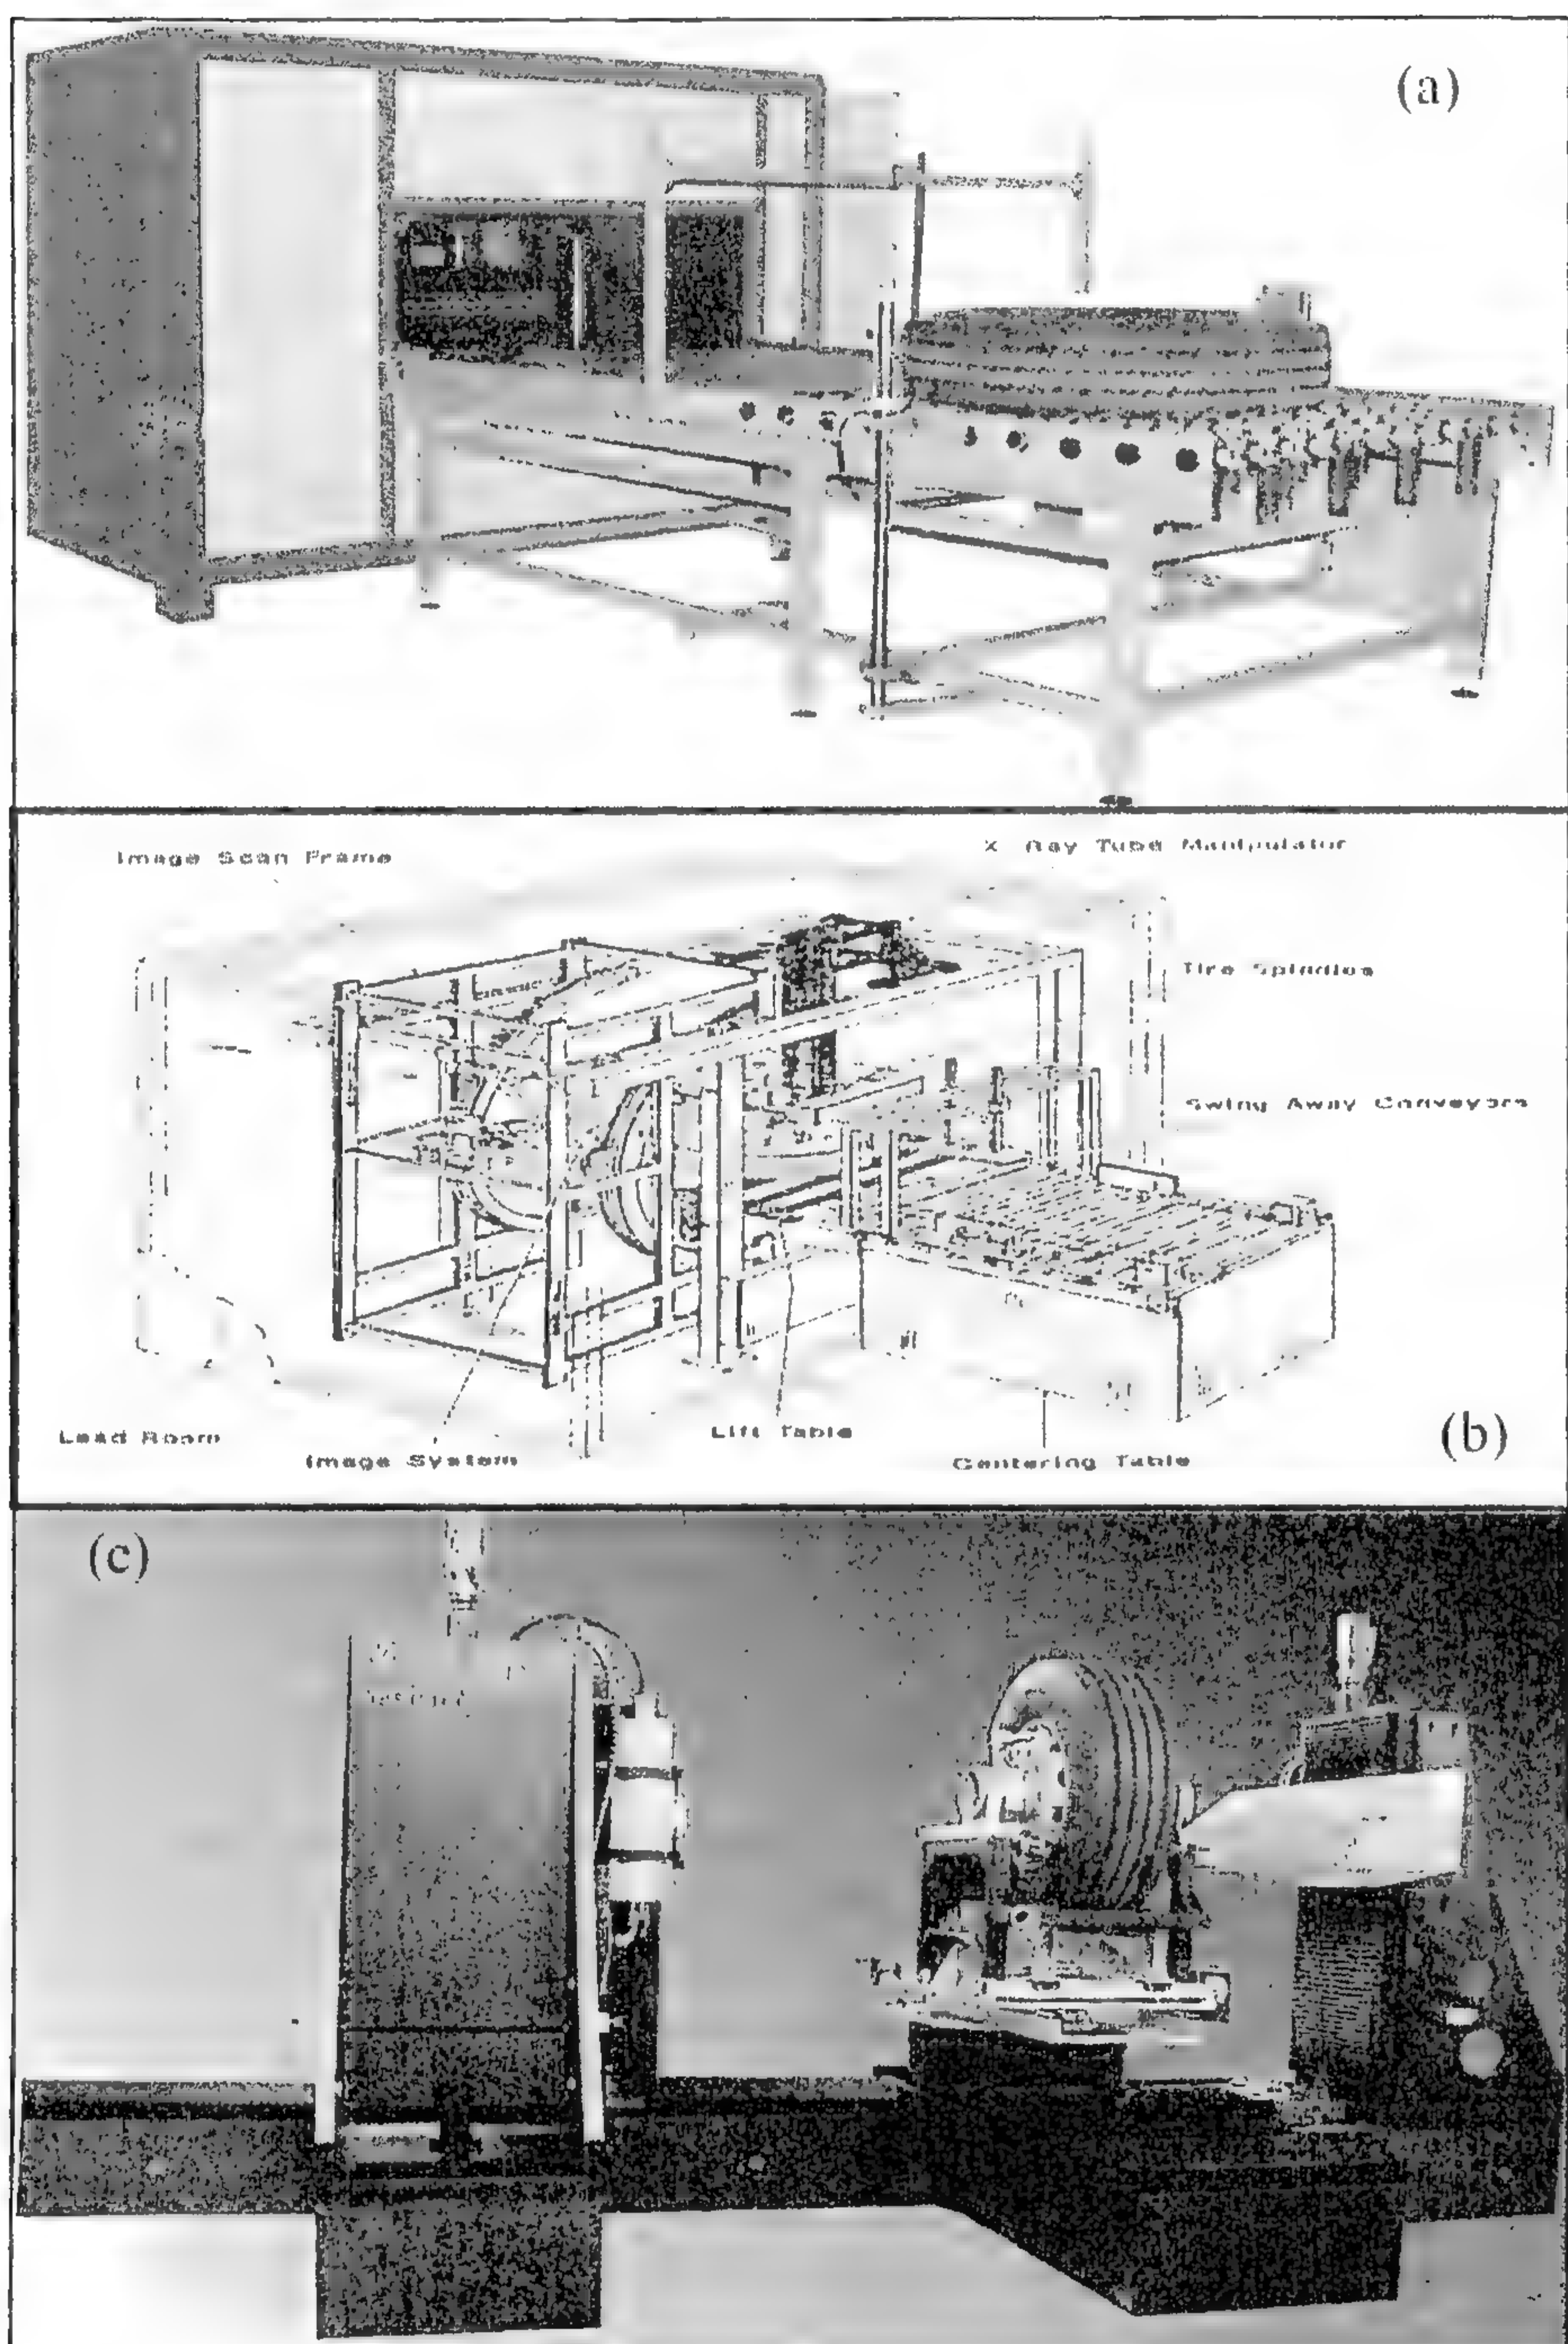 (a)
Image Scan Frame
X Ray Tube Manipulator
Tire Spindles
Swing Away Conveyors
Lead Room
Image System
Lift Table
Centering Table
(b)
(c)